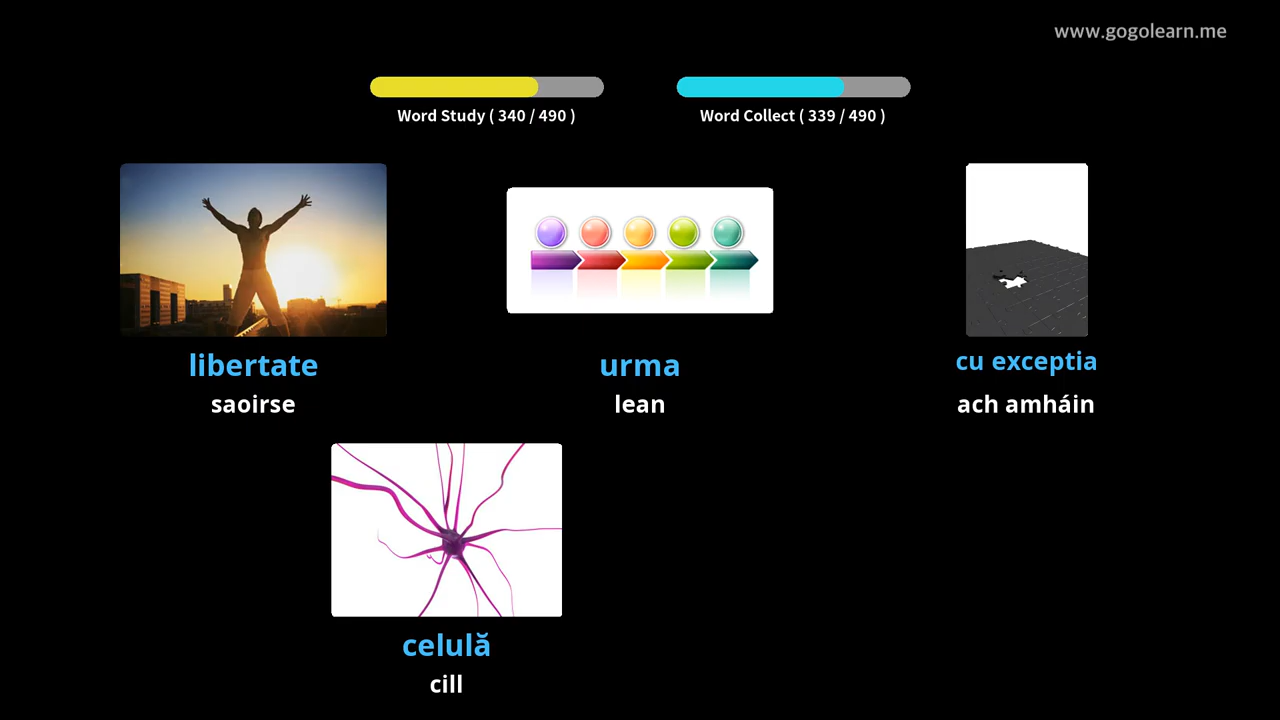 www.gogolearn.me
Word Study ( 340 / 490 )
Word Collect ( 339 / 490 )
libertate
saoirse
urma
lean
cu exceptia
ach amháin
celulă
cill